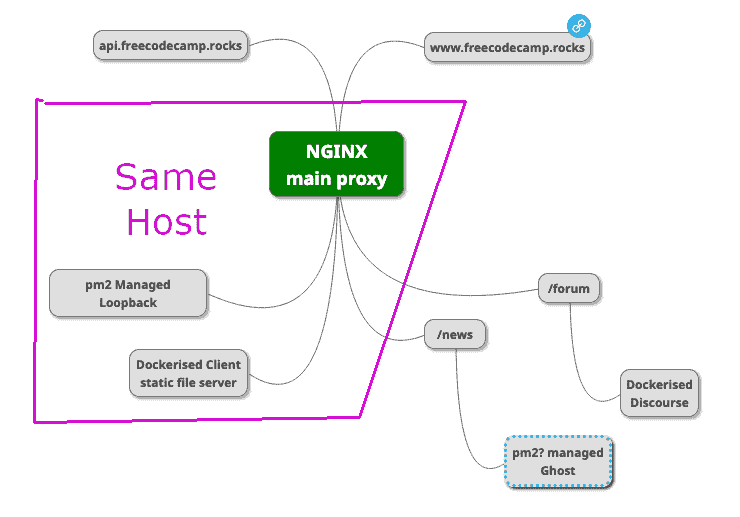 api.freecodecamp.rocks
www.freecodecamp.rocks
NGINX
main proxy
Same
Host
pm2 Managed
Loopback
/forum
/news
Dockerised Client
static file server
Dockerised
Discourse
pm2? managed
Ghost